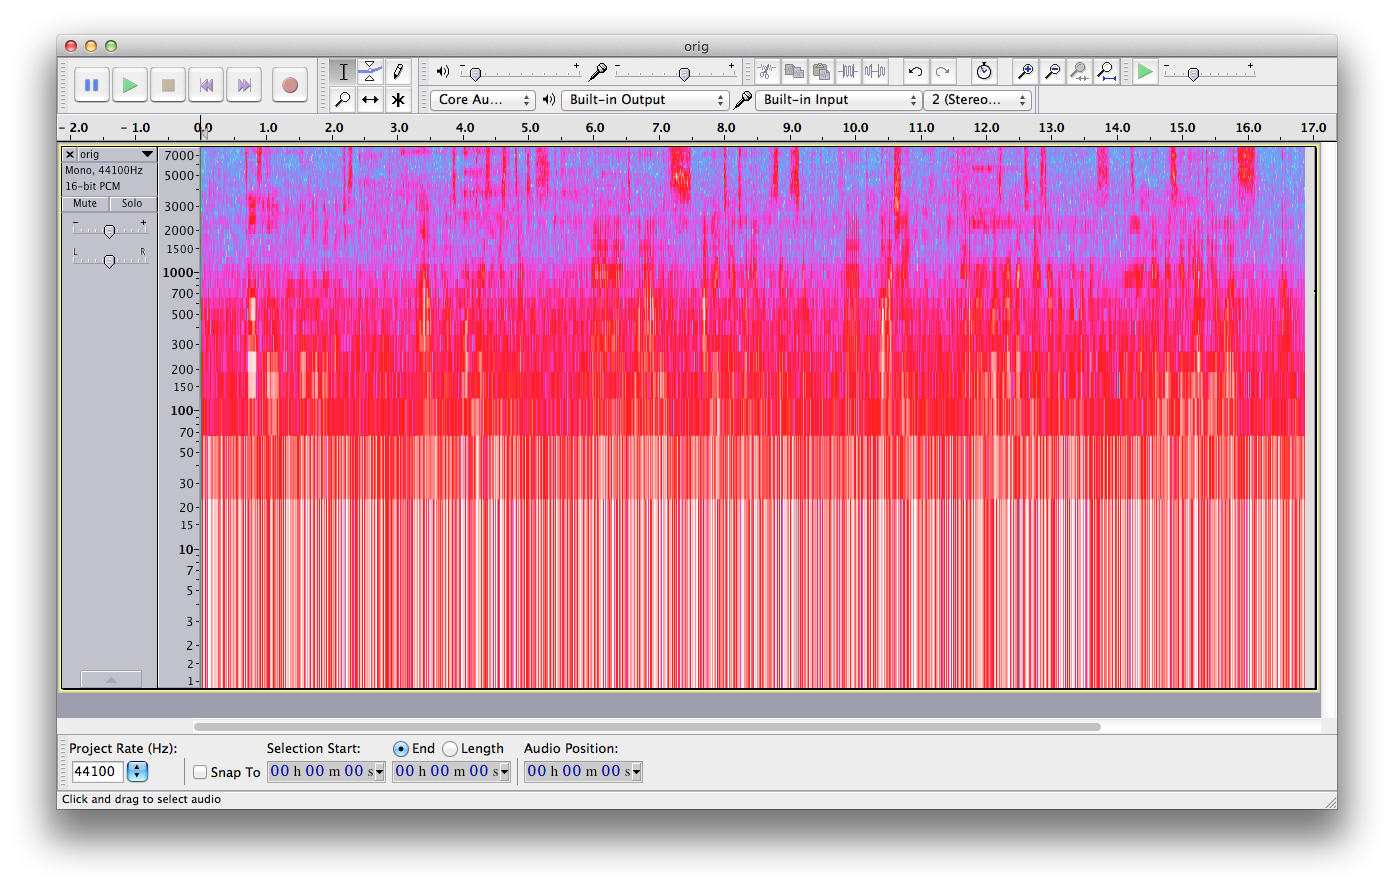 orig
Core Au...
Built-in Output
Built-in Input
2 (Stereo...
- 2.0 - 1.0 0.0 1.0 2.0 3.0 4.0 5.0 6.0 7.0 8.0 9.0 10.0 11.0 12.0 13.0 14.0 15.0 16.0 17.0
orig
Mono, 44100Hz
16-bit PCM
Mute Solo
- +
L R
7000
5000
3000
2000
1500
1000
700
500
300
200
150
100
70
50
30
20
15
10
7
5
3
2
2
1
Project Rate (Hz): Selection Start: End Length Audio Position:
44100 Snap To 00 h 00 m 00 s 00 h 00 m 00 s 00 h 00 m 00 s
Click and drag to select audio